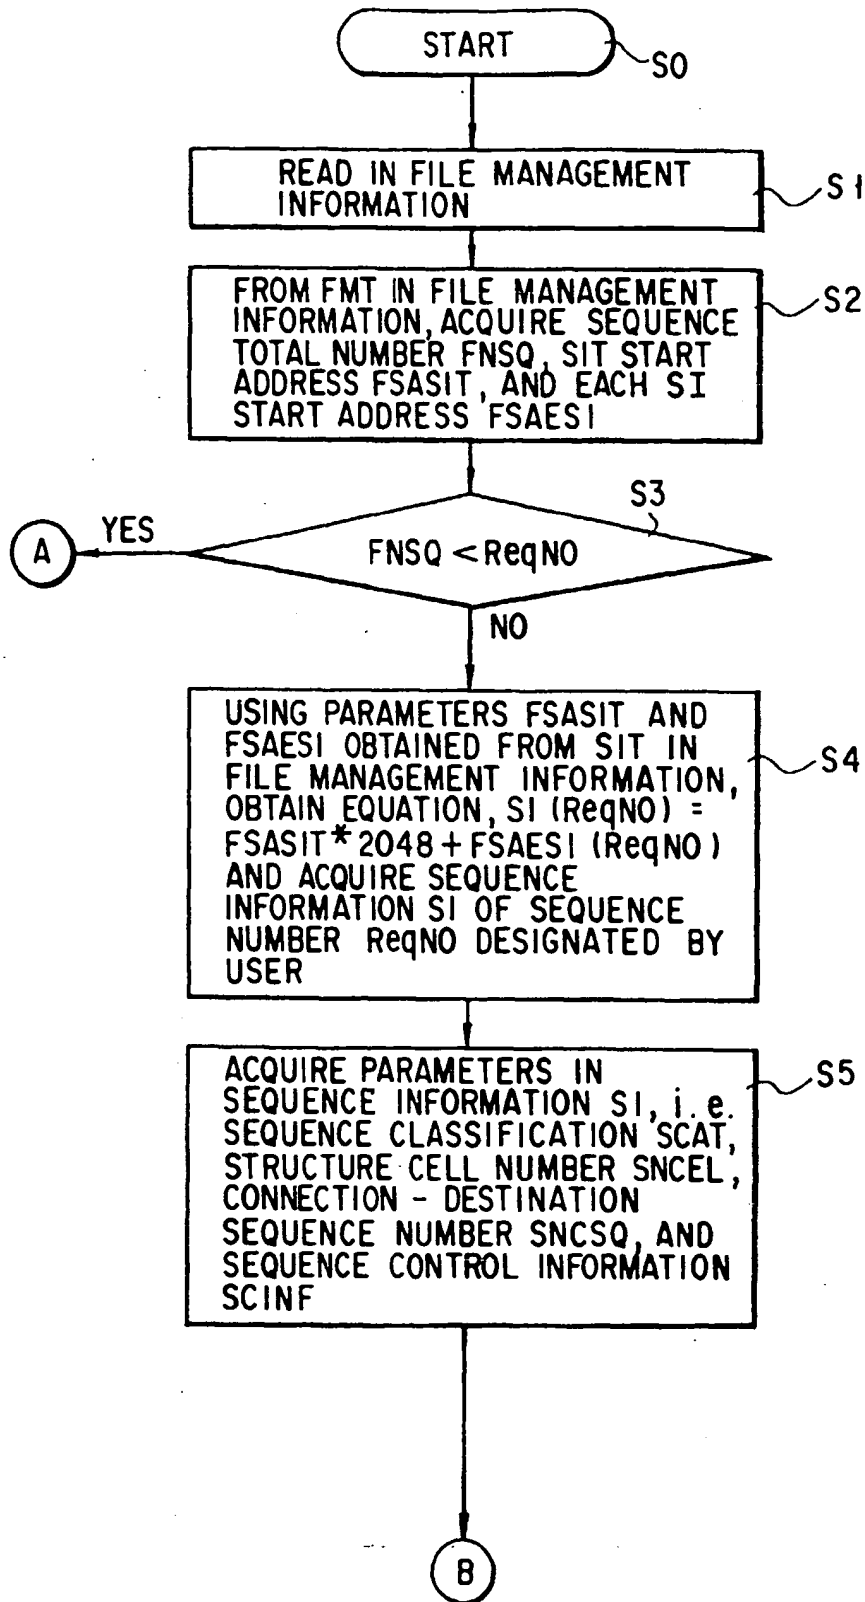 START
S0
READ IN FILE MANAGEMENT
INFORMATION
S1
FROM FMT IN FILE MANAGEMENT
INFORMATION, ACQUIRE SEQUENCE
TOTAL NUMBER FNSQ, SIT START
ADDRESS FSASIT, AND EACH SI
START ADDRESS FSAESI
S2
S3
FNSQ < ReqNO
YES
A
NO
USING PARAMETERS FSASIT AND
FSAESI OBTAINED FROM SIT IN
FILE MANAGEMENT INFORMATION,
OBTAIN EQUATION, SI (ReqNO) =
FSASIT * 2048 + FSAESI (ReqNO)
AND ACQUIRE SEQUENCE
INFORMATION SI OF SEQUENCE
NUMBER ReqNO DESIGNATED BY
USER
S4
ACQUIRE PARAMETERS IN
SEQUENCE INFORMATION SI, i.e.
SEQUENCE CLASSIFICATION SCAT,
STRUCTURE CELL NUMBER SNCEL,
CONNECTION - DESTINATION
SEQUENCE NUMBER SNCSQ, AND
SEQUENCE CONTROL INFORMATION
SCINF
S5
B